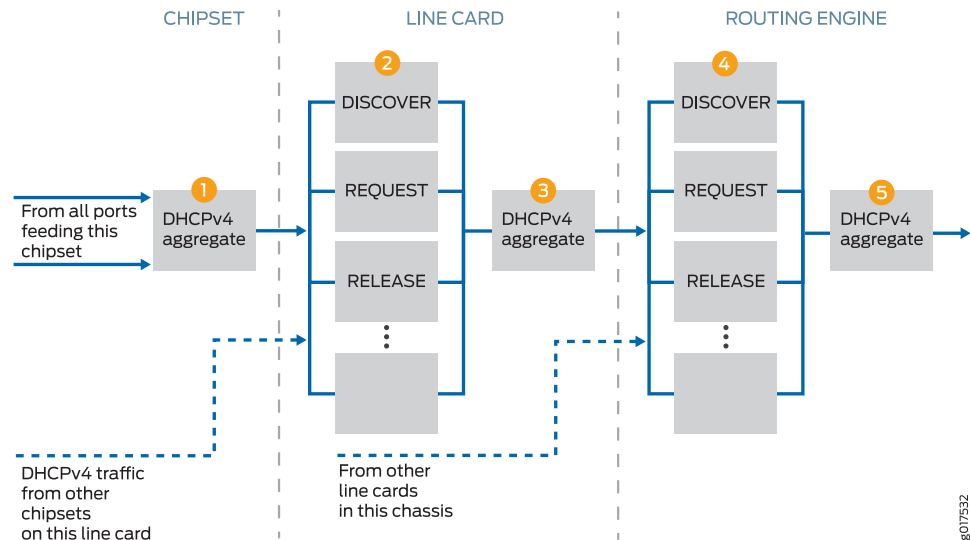 CHIPSET
LINE CARD
ROUTING ENGINE
1
From all ports
feeding this
chipset
DHCPv4
aggregate
DHCPv4 traffic
from other
chipsets
on this line card
2
DISCOVER
REQUEST
RELEASE
3
DHCPv4
aggregate
From other
line cards
in this chassis
4
DISCOVER
REQUEST
RELEASE
5
DHCPv4
aggregate
g017532